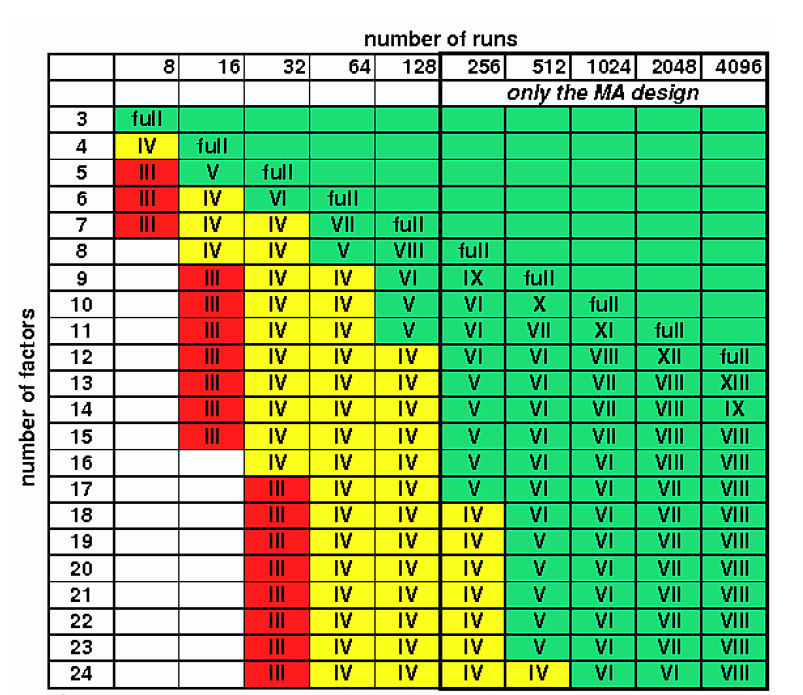 number of runs
8 16 32 64 128 256 512 1024 2048 4096
only the MA design
number of factors
3 full
4 IV full
5 III V full
6 III IV VI full
7 III IV IV VII full
8 IV IV V VIII full
9 III IV IV VI IX full
10 III IV IV V VI X full
11 III IV IV V VI VII XI full
12 III IV IV IV VI VI VIII XII full
13 III IV IV IV V VI VII VIII XIII
14 III IV IV IV V VI VII VIII IX
15 III IV IV IV V VI VII VIII VIII
16 IV IV IV V VI VI VIII VIII
17 III IV IV V VI VI VII VIII
18 III IV IV IV VI VI VII VIII
19 III IV IV IV V VI VII VIII
20 III IV IV IV V VI VII VIII
21 III IV IV IV V VI VII VIII
22 III IV IV IV V VI VII VIII
23 III IV IV IV V VI VII VIII
24 III IV IV IV IV VI VI VIII